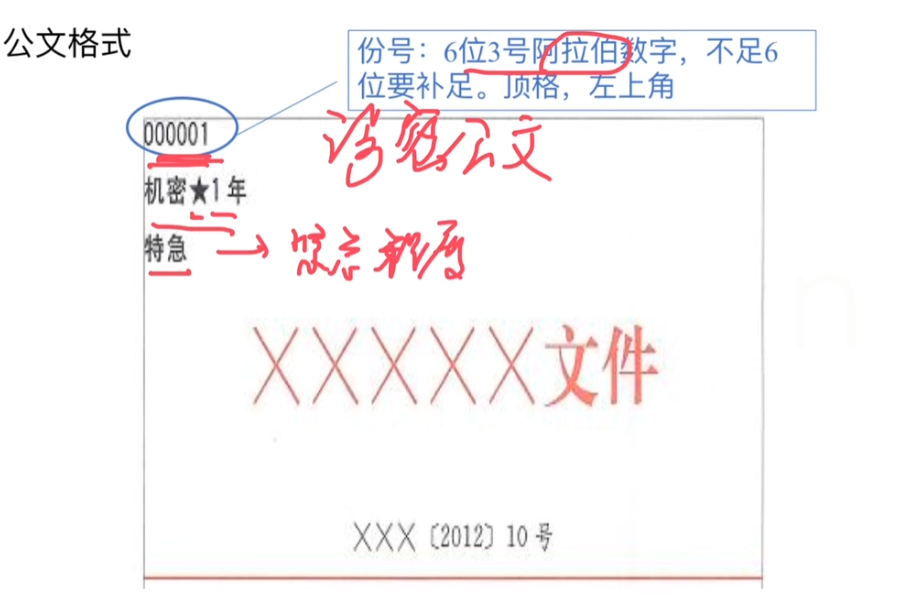 公文格式
份号：6位3号阿拉伯数字，不足6
位要补足。顶格，左上角
000001
涉密公文
机密★1年
特急
紧急程度
XXXXX文件
XXX〔2012〕10号